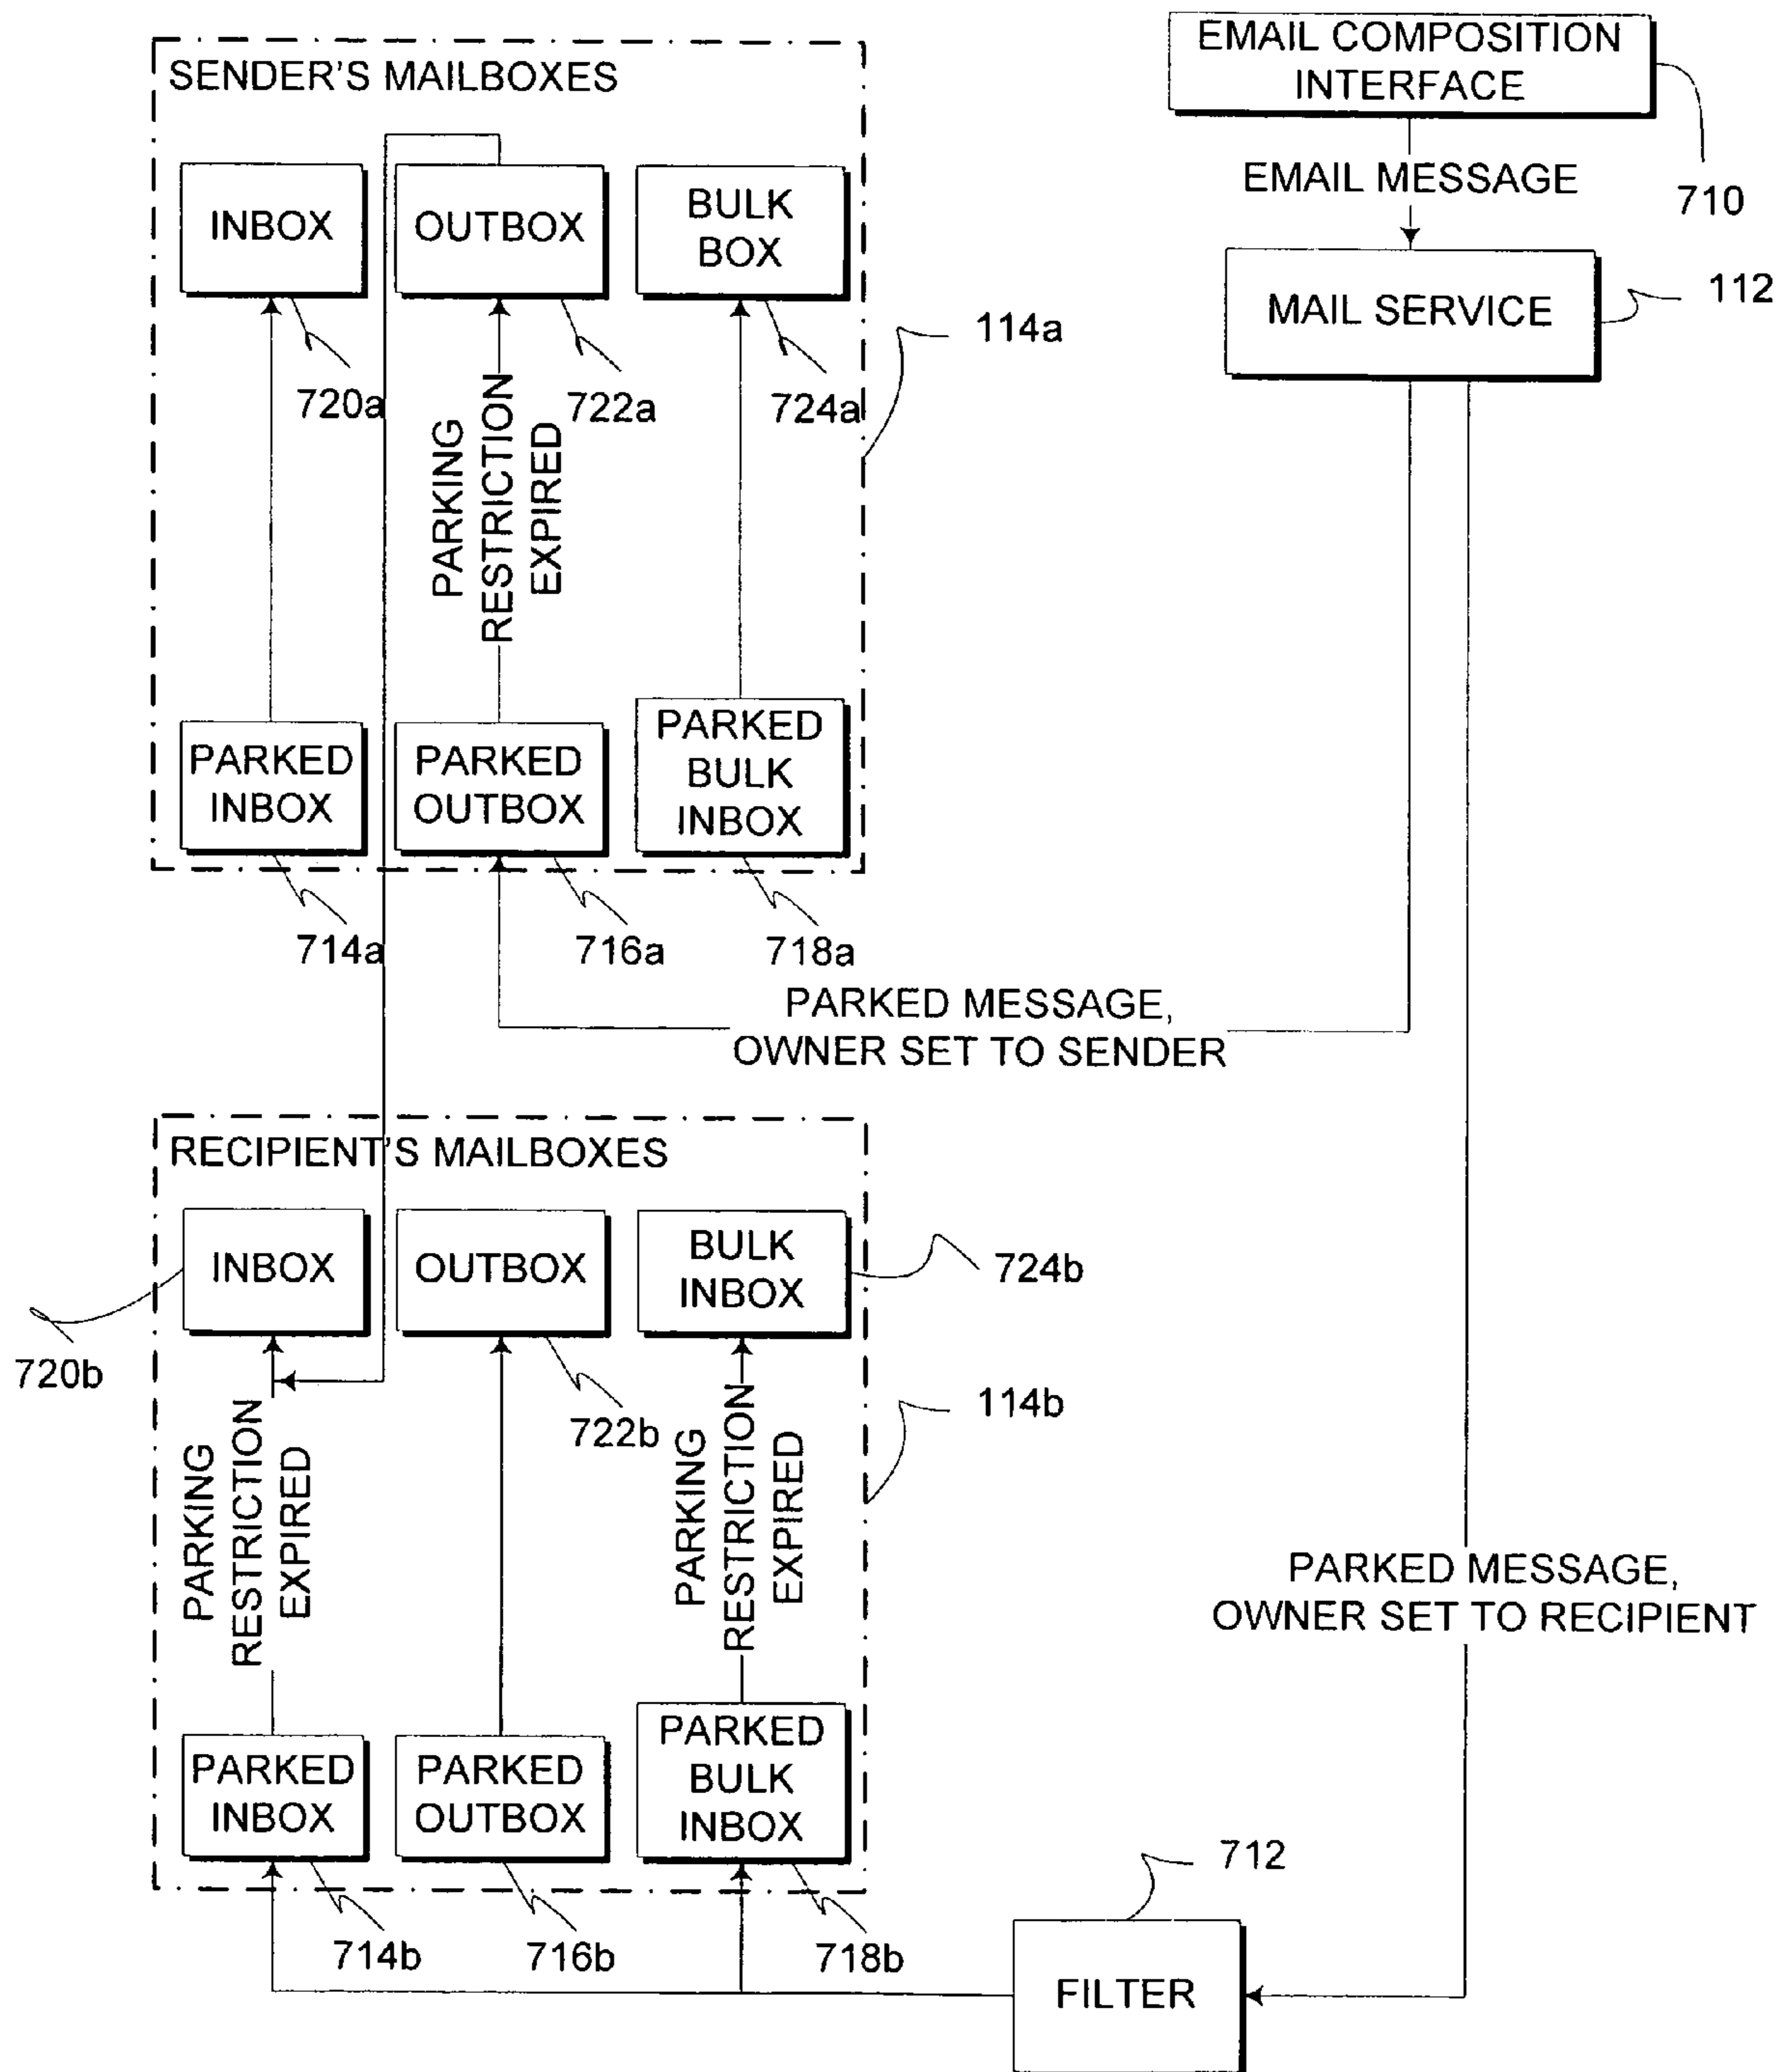 EMAIL COMPOSITION
INTERFACE
710
EMAIL MESSAGE
MAIL SERVICE
112
SENDER'S MAILBOXES
INBOX
OUTBOX
BULK
BOX
720a
722a
724a
114a
PARKING
RESTRICTION
EXPIRED
PARKED
INBOX
PARKED
OUTBOX
PARKED
BULK
INBOX
714a
716a
718a
PARKED MESSAGE,
OWNER SET TO SENDER
RECIPIENT'S MAILBOXES
INBOX
OUTBOX
BULK
INBOX
720b
722b
724b
114b
PARKING
RESTRICTION
EXPIRED
PARKING
RESTRICTION
EXPIRED
PARKED MESSAGE,
OWNER SET TO RECIPIENT
PARKED
INBOX
PARKED
OUTBOX
PARKED
BULK
INBOX
714b
716b
718b
712
FILTER